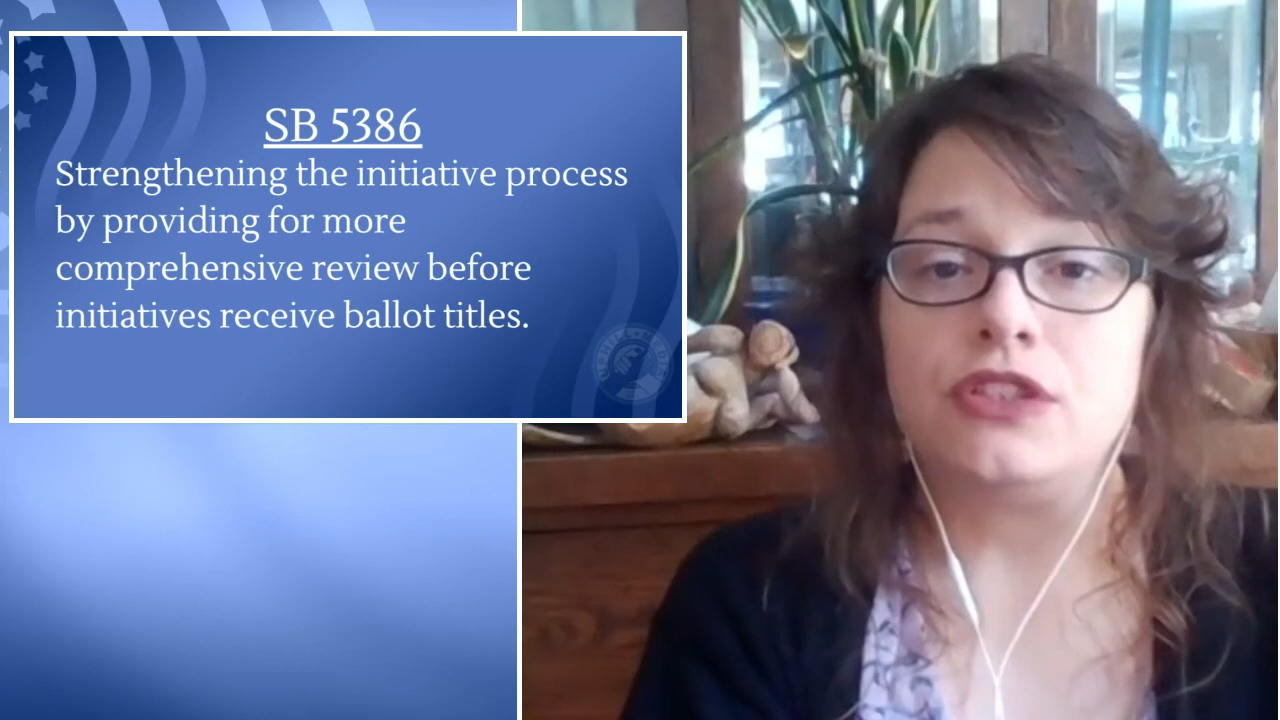 SB 5386
Strengthening the initiative process
by providing for more
comprehensive review before
initiatives receive ballot titles.